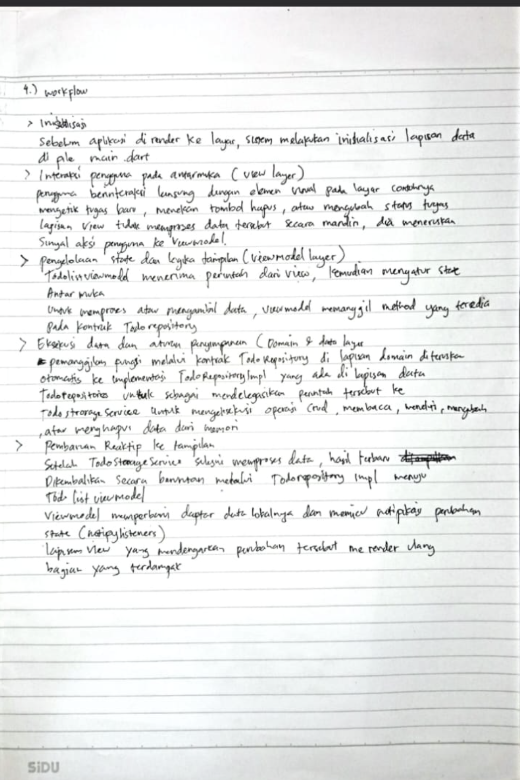 4.) workflow
> Inisialisasi
Sebelum aplikasi di render ke layar, sistem melakukan inisialisasi lapisan data
di file main.dart
> Interaksi pengguna pada antarmuka (view layer)
pengguna berinteraksi langsung dengan elemen visual pada layar contohnya
mengetik tugas baru, menekan tombol hapus, atau mengubah status tugas
lapisan View tidak memproses data tersebut secara mandiri, dia meneruskan
Sinyal aksi pengguna ke Viewmodel.
> pengelolaan state dan logika tampilan (viewmodel layer)
Todolistviewmodel menerima perintah dari view, kemudian mengatur state
Antar muka
Untuk memproses atau mengambil data, viewmodel memanggil method yang tersedia
pada kontrak Todorepository
> Eksekusi data dan aturan penyimpanan (Domain & data layer
pemanggilan fungsi melalui kontrak TodoRepository di lapisan domain diteruskan
otomatis ke implementasi TodoRepositoryImpl yang ada di lapisan data
untuk sebagai mendelegasikan perintah tersebut ke
Todo strorage Service untuk mengeksekusi operasi Crud, membaca, menulis, mengubah
, atau menghapus data dari memori
> Pembaruan Reaktip ke tampilan
Setelah TodoStorageService selesai memproses data, hasil terbaru
Dikembalikan Secara berurutan melalui Todorepository Impl menuju
Todo list viewmodel
Viewmodel memperbarui daptar data lokalnya dan memicu notipikasi perubahan
state (notipylisteners)
lapisan View yang mendengarkan perubahan tersebut me render ulang
bagian yang terdampak
SiDU